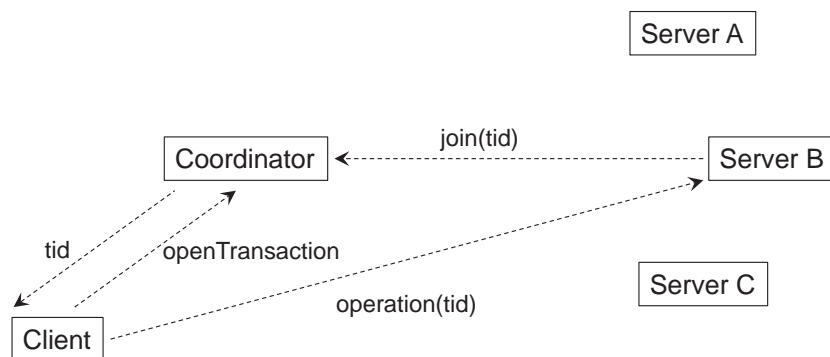 Server A
join(tid)
Coordinator
Server B
tid
openTransaction
Server C
operation(tid)
Client